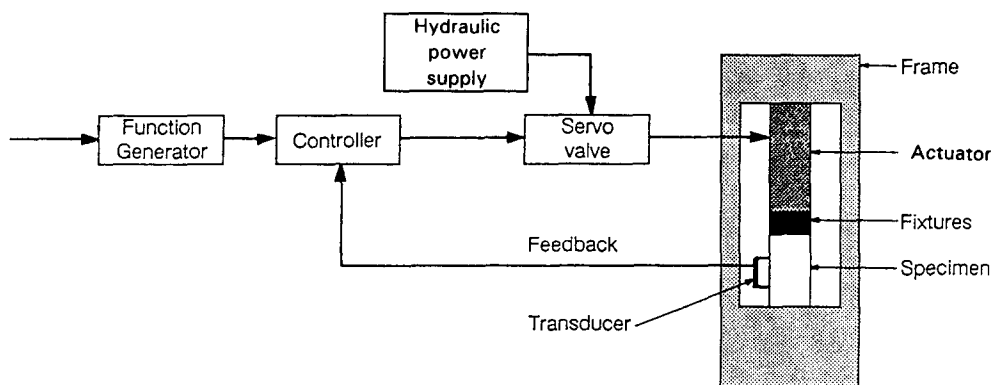 Hydraulic
power
supply
Frame
Function
Generator
Controller
Servo
valve
Actuator
Fixtures
Feedback
Specimen
Transducer